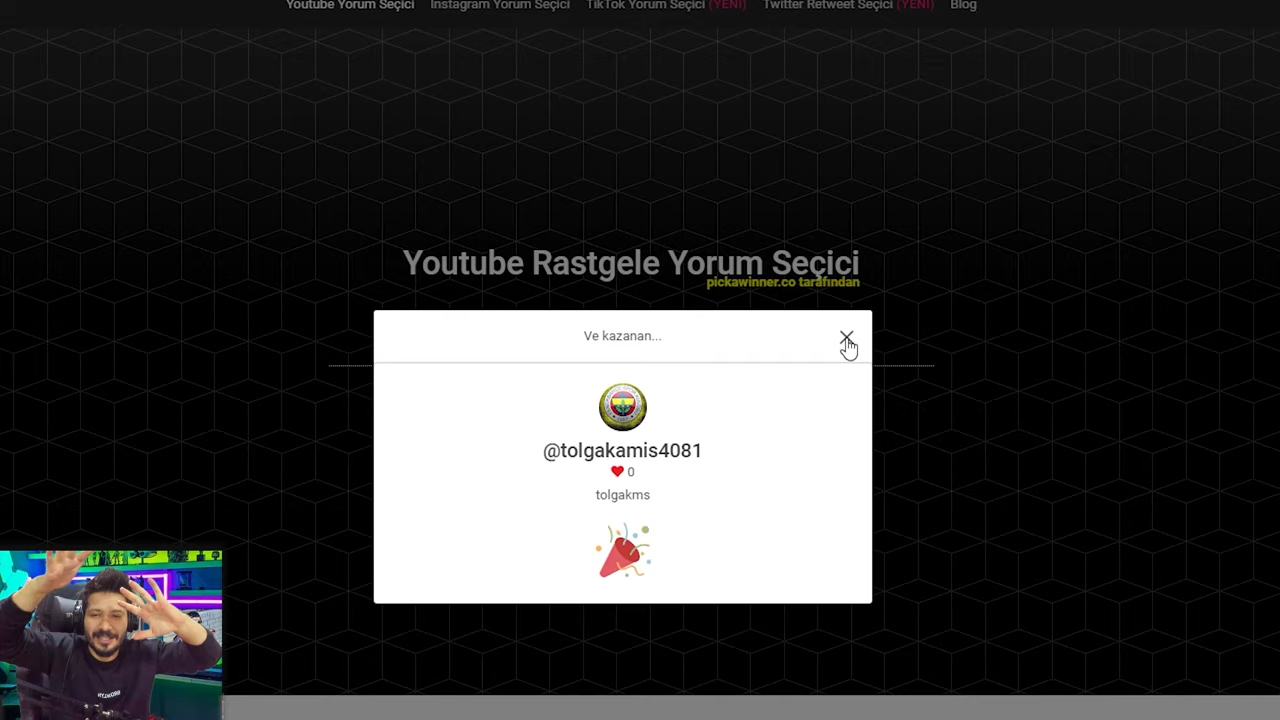 Youtube Yorum Seçici Instagram Yorum Seçici TikTok Yorum Seçici (YENİ) Twitter Retweet Seçici (YENİ) Blog
Youtube Rastgele Yorum Seçici
pickawinner.co tarafından
Ve kazanan...
@tolgakamis4081
0
tolgakms